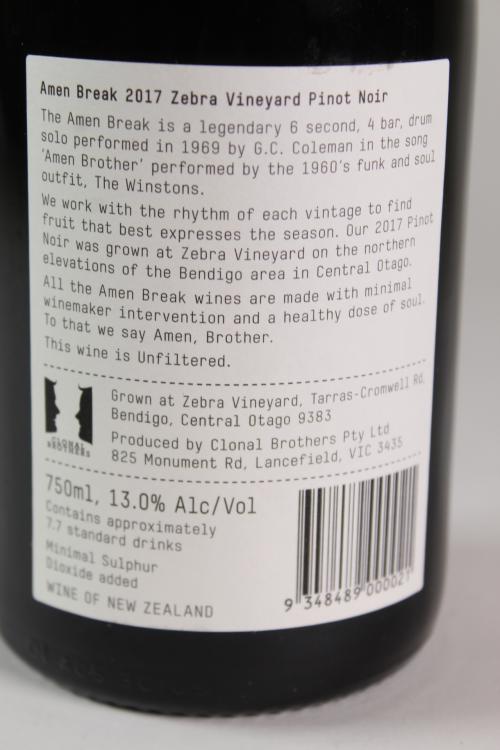 Amen Break 2017 Zebra Vineyard Pinot Noir
The Amen Break is a legendary 6 second, 4 bar, drum
solo performed in 1969 by G.C. Coleman in the song
'Amen Brother' performed by the 1960's funk and soul
outfit, The Winstons.
We work with the rhythm of each vintage to find
fruit that best expresses the season. Our 2017 Pinot
Noir was grown at Zebra Vineyard on the northern
elevations of the Bendigo area in Central Otago.
All the Amen Break wines are made with minimal
winemaker intervention and a healthy dose of soul.
To that we say Amen, Brother.
This wine is Unfiltered.
Grown at Zebra Vineyard, Tarras-Cromwell Rd,
Bendigo, Central Otago 9383
Produced by Clonal Brothers Pty Ltd
825 Monument Rd, Lancefield, VIC 3435
CLONAL
BROTHERS
750ml, 13.0% Alc/Vol
Contains approximately
7.7 standard drinks
Minimal Sulphur
Dioxide added
WINE OF NEW ZEALAND
9 348489 000021